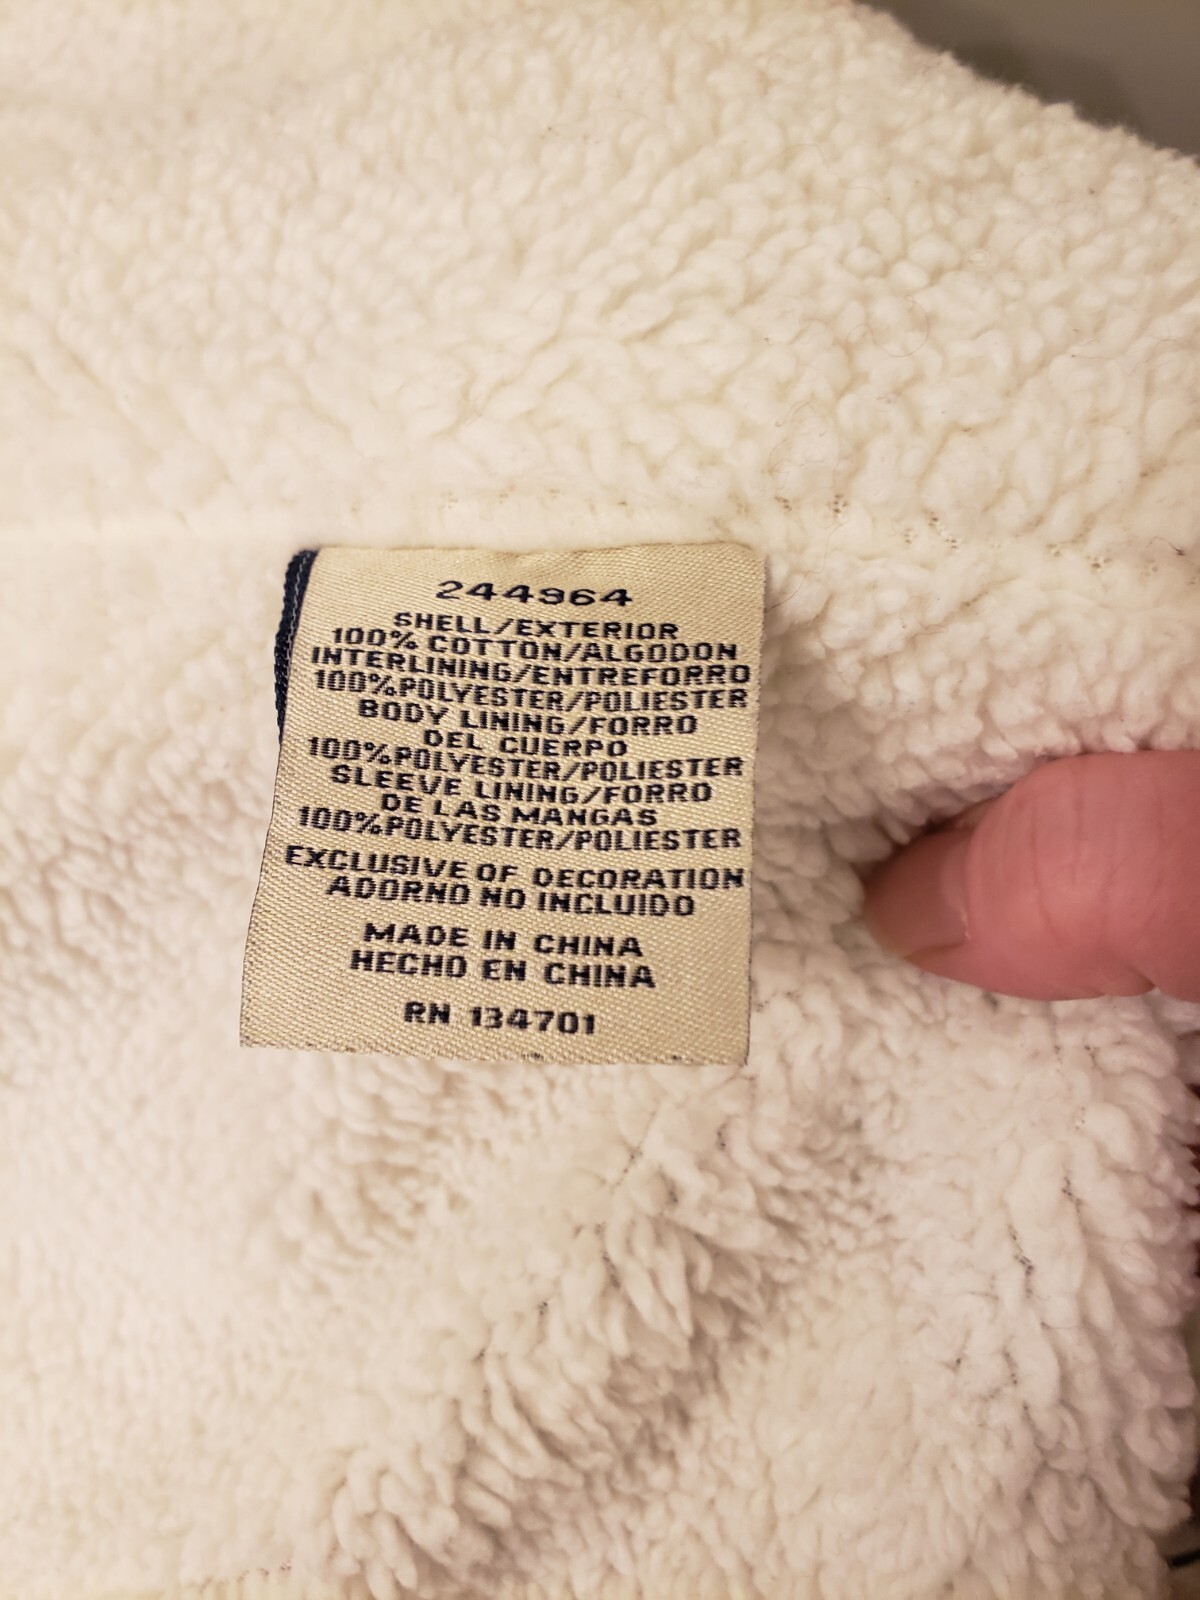 244964
SHELL/EXTERIOR
100% COTTON/ALGODON
INTERLINING/ENTREFORRO
100%POLYESTER/POLIESTER
BODY LINING/FORRO
DEL CUERPO
100%POLYESTER/POLIESTER
SLEEVE LINING/FORRO
DE LAS MANGAS
100%POLYESTER/POLIESTER
EXCLUSIVE OF DECORATION
ADORNO NO INCLUIDO
MADE IN CHINA
HECHO EN CHINA
RN 134701